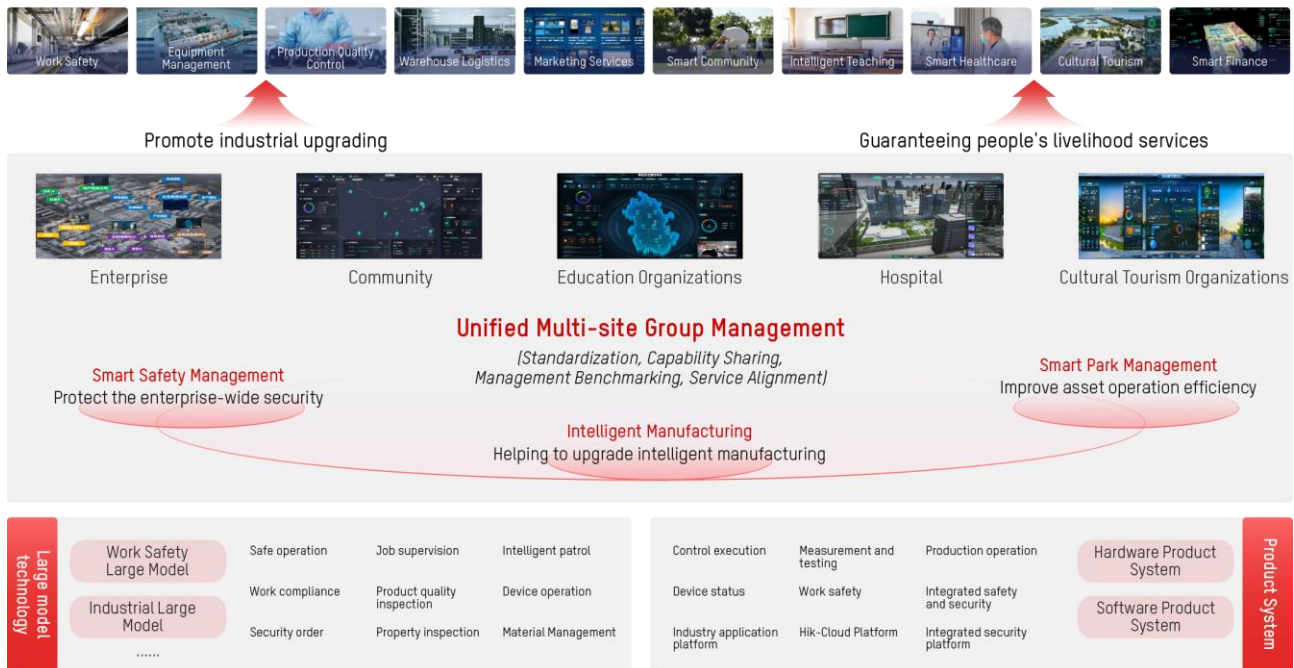 Work Safety
Equipment
Management
Production Quality
Control
Warehouse Logistics
Marketing Services
Smart Community
Intelligent Teaching
Smart Healthcare
Cultural Tourism
Smart Finance
Promote industrial upgrading
Guaranteeing people's livelihood services
Enterprise
Community
Education Organizations
Hospital
Cultural Tourism Organizations
Unified Multi-site Group Management
(Standardization, Capability Sharing,
Management Benchmarking, Service Alignment)
Smart Safety Management
Protect the enterprise-wide security
Smart Park Management
Improve asset operation efficiency
Intelligent Manufacturing
Helping to upgrade intelligent manufacturing
Large model
technology
Work Safety
Large Model
Industrial Large
Model
......
Safe operation
Job supervision
Intelligent patrol
Work compliance
Product quality
inspection
Device operation
Security order
Property inspection
Material Management
Control execution
Measurement and
testing
Production operation
Device status
Work safety
Integrated safety
and security
Industry application
platform
Hik-Cloud Platform
Integrated security
platform
Hardware Product
System
Software Product
System
Product System